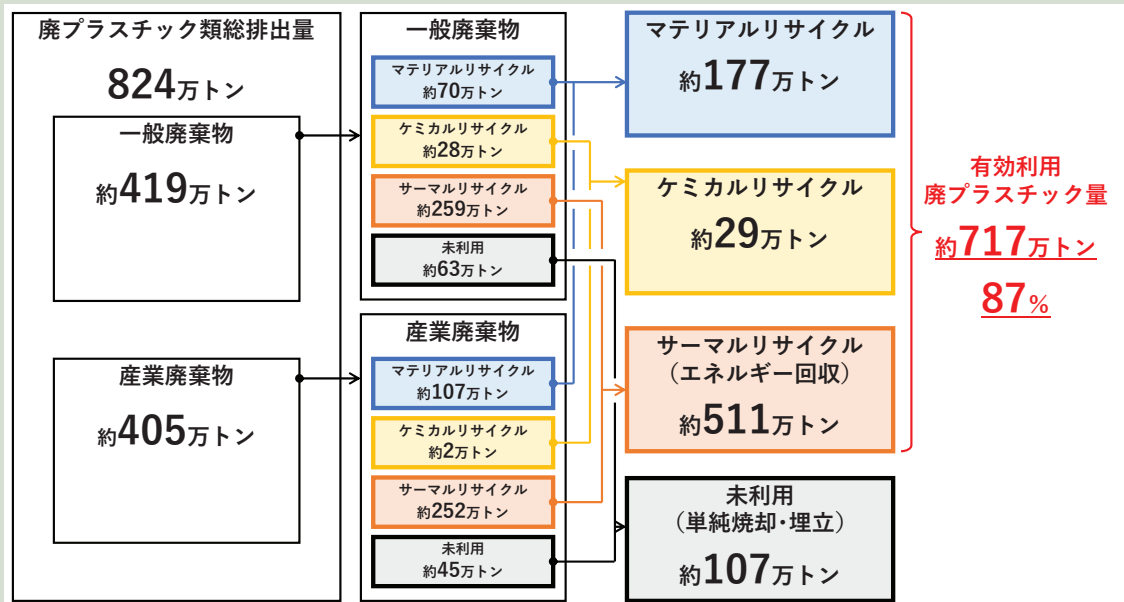 廃プラスチック類総排出量
824万トン
一般廃棄物
約419万トン
産業廃棄物
約405万トン
一般廃棄物
マテリアルリサイクル
約70万トン
ケミカルリサイクル
約28万トン
サーマルリサイクル
約259万トン
未利用
約63万トン
産業廃棄物
マテリアルリサイクル
約107万トン
ケミカルリサイクル
約2万トン
サーマルリサイクル
約252万トン
未利用
約45万トン
マテリアルリサイクル
約177万トン
ケミカルリサイクル
約29万トン
サーマルリサイクル
（エネルギー回収）
約511万トン
未利用
（単純焼却・埋立）
約107万トン
有効利用
廃プラスチック量
約717万トン
87%